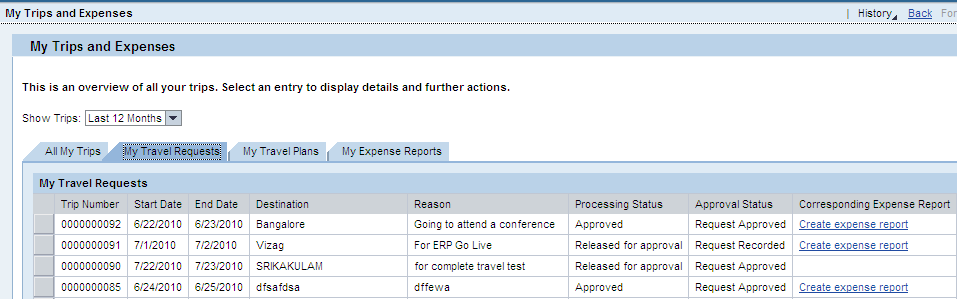 My Trips and Expenses | History Back For
My Trips and Expenses
This is an overview of all your trips. Select an entry to display details and further actions.
Show Trips: Last 12 Months
All My Trips My Travel Requests My Travel Plans My Expense Reports
My Travel Requests
Trip Number Start Date End Date Destination Reason Processing Status Approval Status Corresponding Expense Report
0000000092 6/22/2010 6/23/2010 Bangalore Going to attend a conference Approved Request Approved Create expense report
0000000091 7/1/2010 7/2/2010 Vizag For ERP Go Live Released for approval Request Recorded Create expense report
0000000090 7/22/2010 7/23/2010 SRIKAKULAM for complete travel test Released for approval Request Approved
0000000085 6/24/2010 6/25/2010 dfsafdsa dffewa Approved Request Approved Create expense report